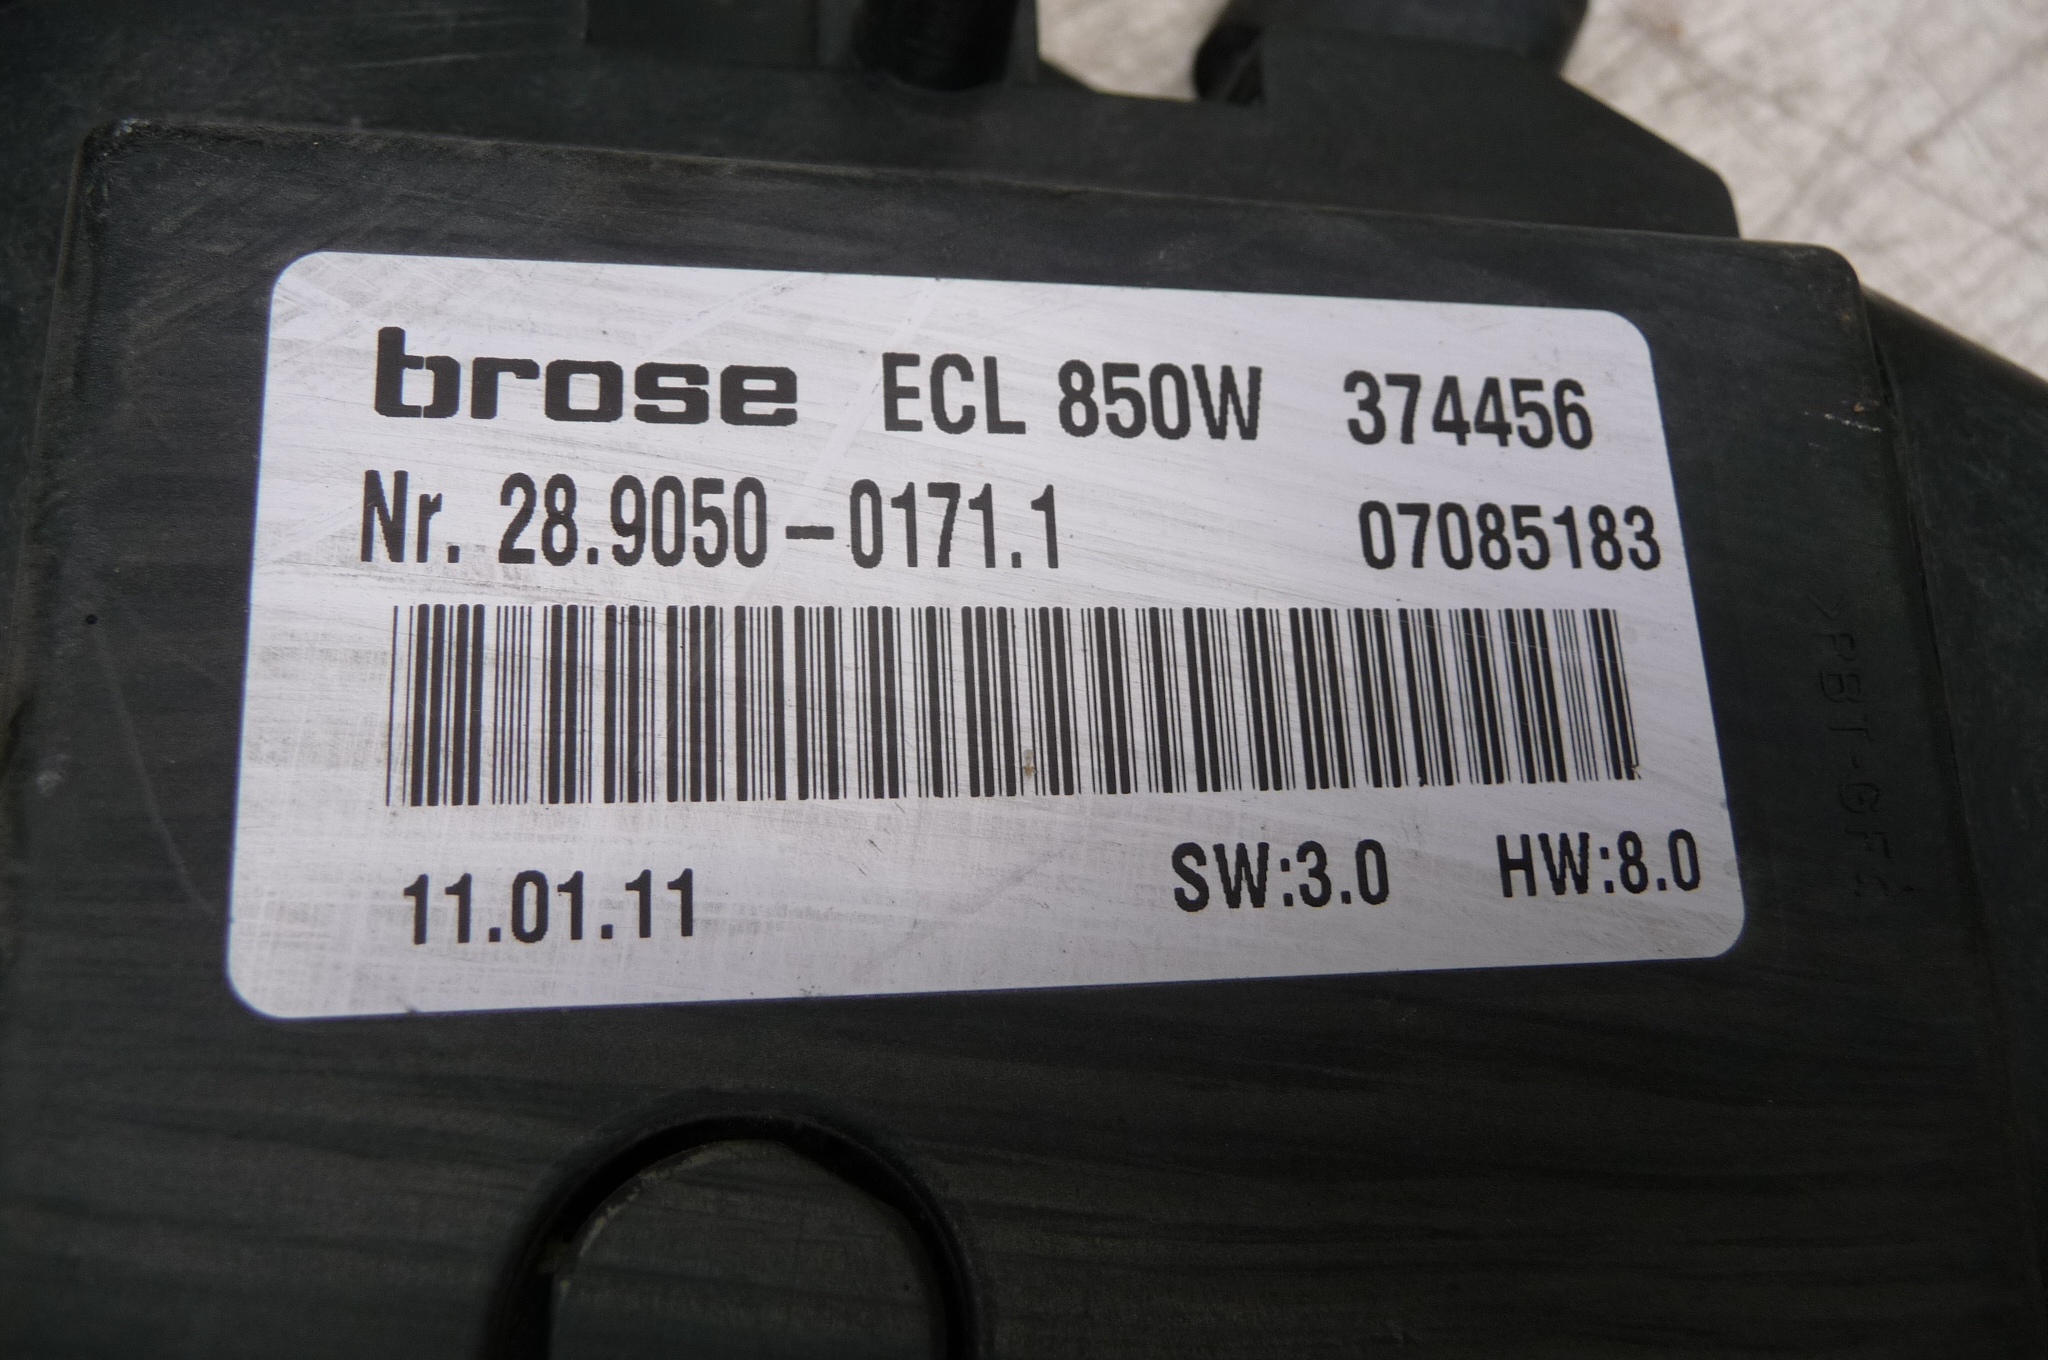 brose ECL 850W 374456
Nr. 28.9050-0171.1 07085183
11.01.11 SW:3.0 HW:8.0